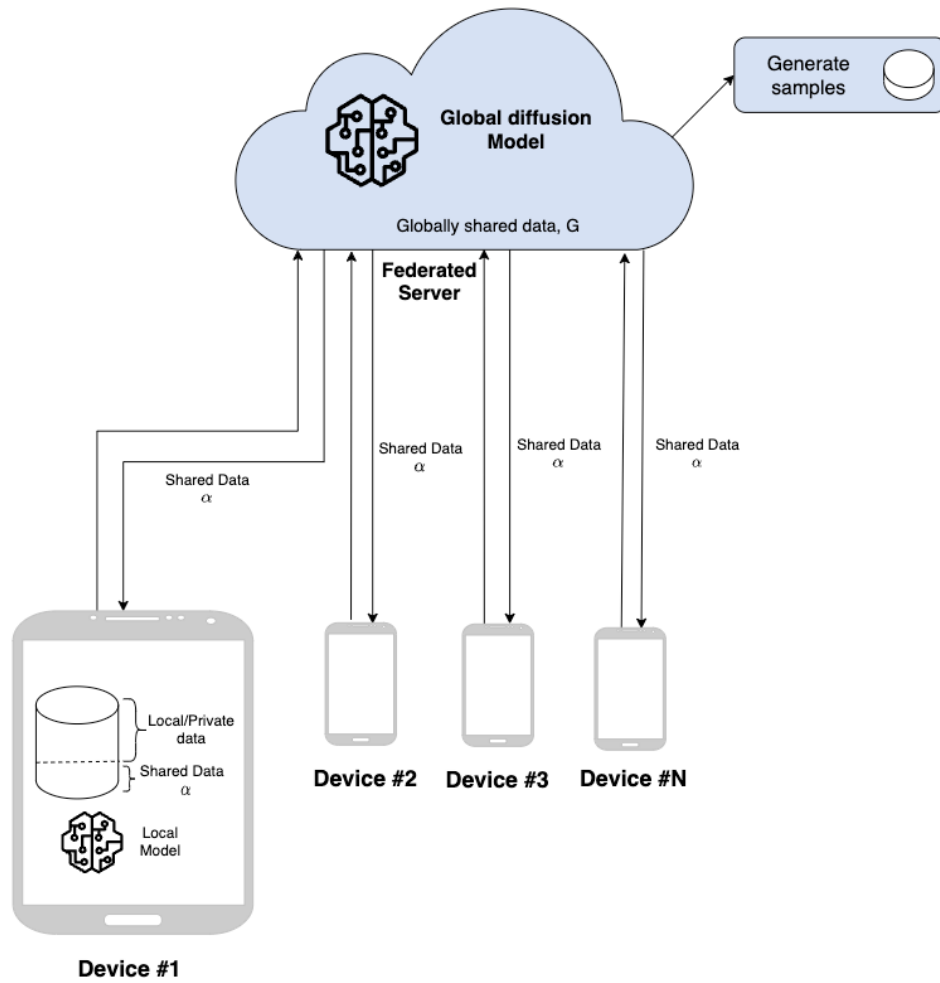 Generate
samples
Global diffusion
Model
Globally shared data, G
Federated
Server
Shared Data
α
Shared Data
α
Shared Data
α
Shared Data
α
Local/Private
data
Shared Data
α
Local
Model
Device #1
Device #2
Device #3
Device #N